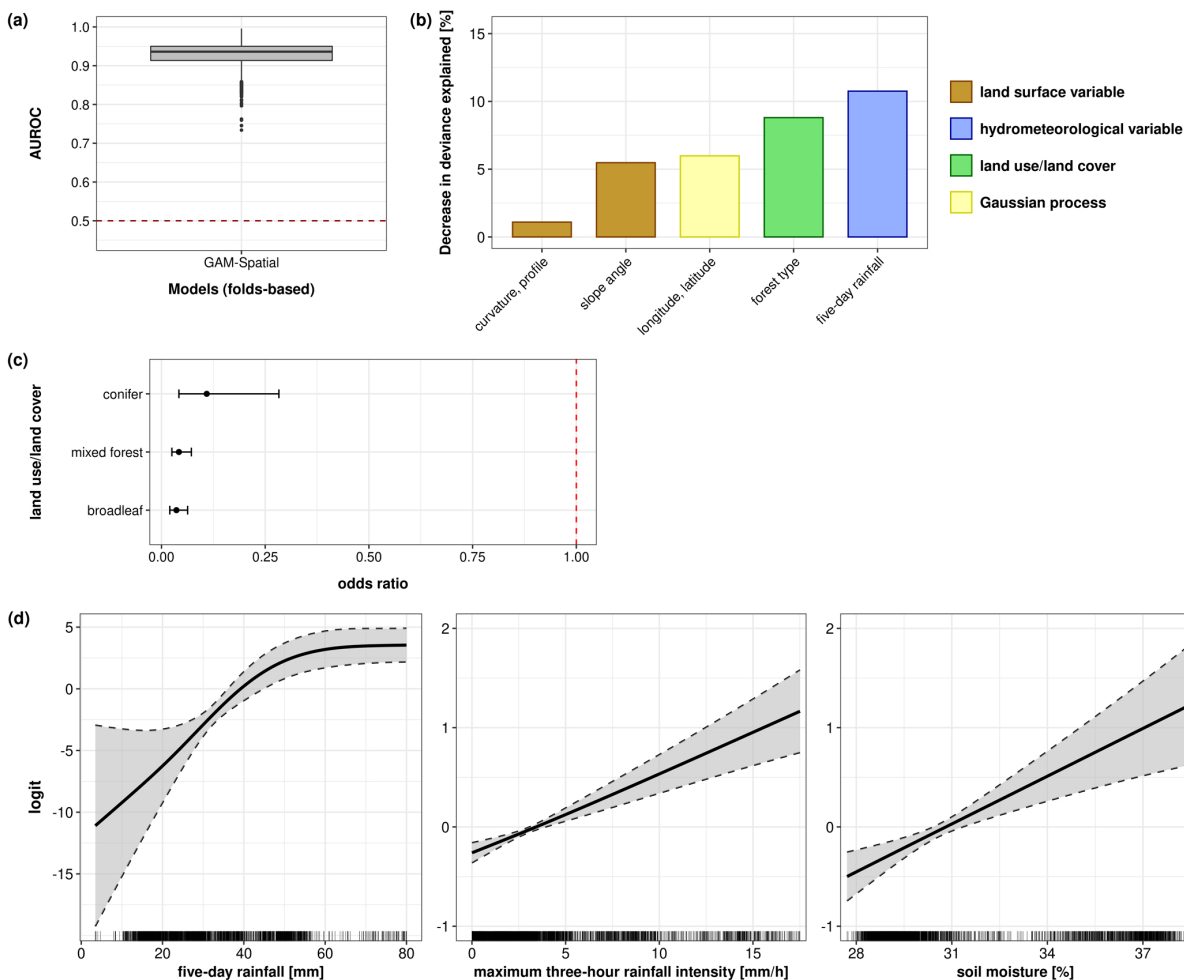 (a)
AUROC
1.0
0.9
0.8
0.7
0.6
0.5
GAM-Spatial
Models (folds-based)
(b)
Decrease in deviance explained [%]
15
10
5
0
curvature, profile
slope angle
longitude, latitude
forest type
five-day rainfall
land surface variable
hydrometeorological variable
land use/land cover
Gaussian process
(c)
land use/land cover
conifer
mixed forest
broadleaf
0.00
0.25
0.50
0.75
1.00
odds ratio
(d)
logit
5
0
-5
-10
-15
0
20
40
60
80
five-day rainfall [mm]
2
1
0
-1
0
5
10
15
maximum three-hour rainfall intensity [mm/h]
2
1
0
-1
28
31
34
37
soil moisture [%]